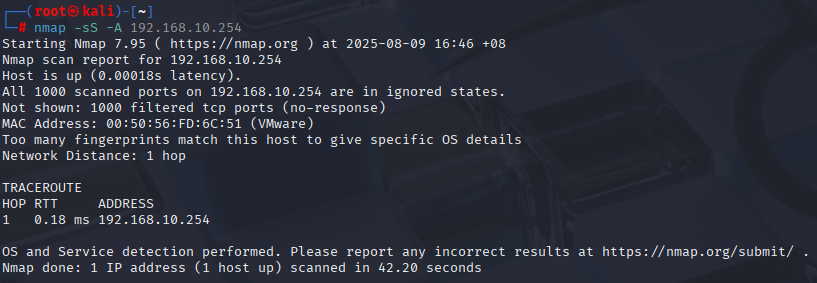 ┌──(root㉿kali)-[~]
└─# nmap -sS -A 192.168.10.254
Starting Nmap 7.95 ( https://nmap.org ) at 2025-08-09 16:46 +08
Nmap scan report for 192.168.10.254
Host is up (0.00018s latency).
All 1000 scanned ports on 192.168.10.254 are in ignored states.
Not shown: 1000 filtered tcp ports (no-response)
MAC Address: 00:50:56:FD:6C:51 (VMware)
Too many fingerprints match this host to give specific OS details
Network Distance: 1 hop

TRACEROUTE
HOP RTT     ADDRESS
1   0.18 ms 192.168.10.254

OS and Service detection performed. Please report any incorrect results at https://nmap.org/submit/ .
Nmap done: 1 IP address (1 host up) scanned in 42.20 seconds